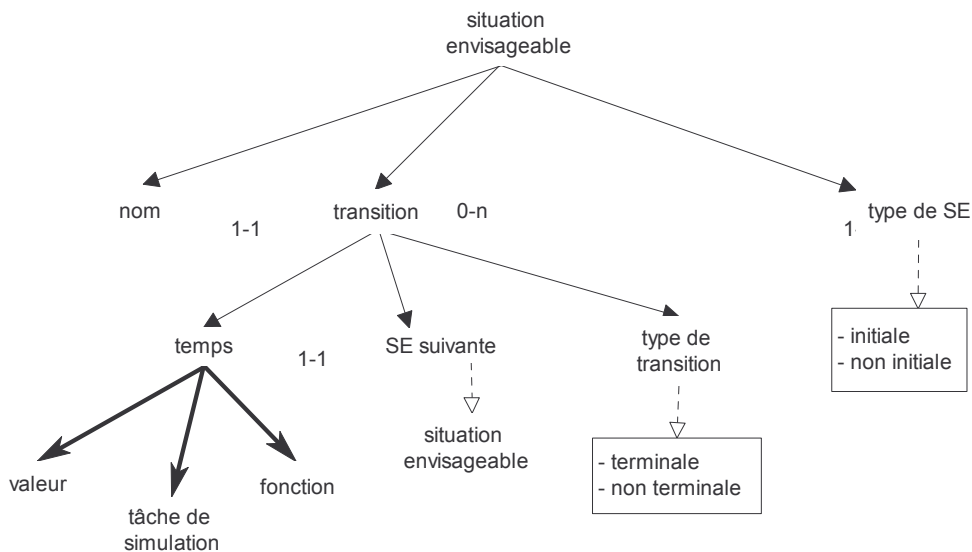 situation
envisageable
nom
1-1
transition
0-n
1-
type de SE
temps
1-1
SE suivante
type de
transition
- initiale
- non initiale
valeur
tâche de
simulation
fonction
situation
envisageable
- terminale
- non terminale